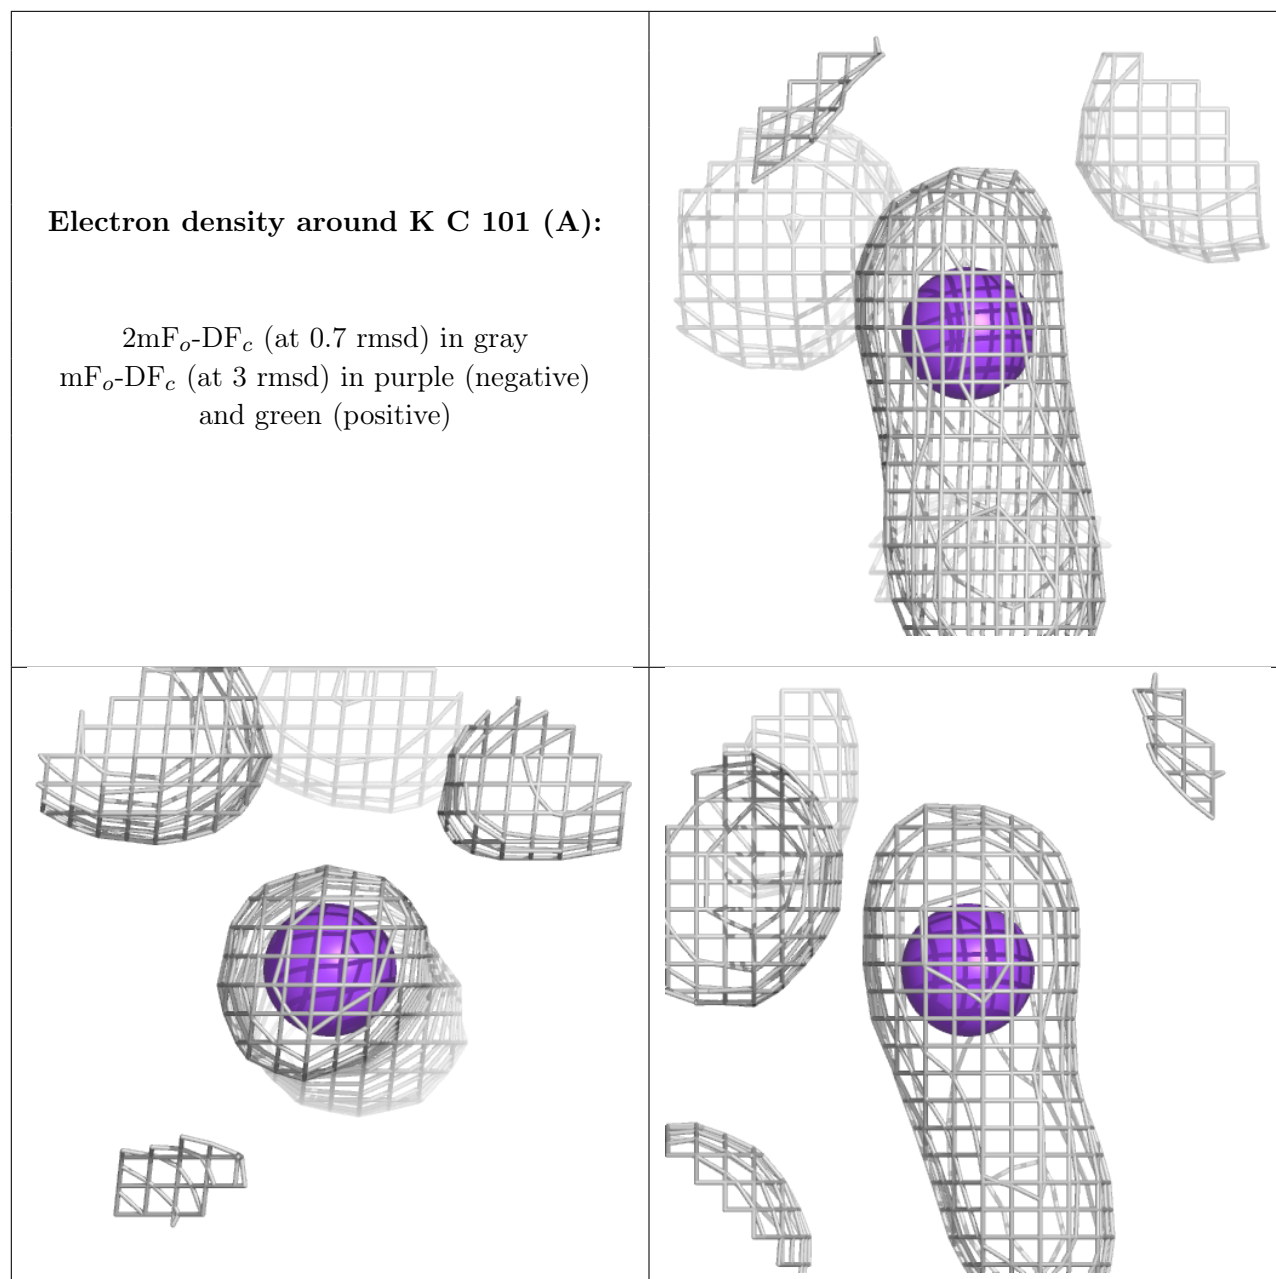 Electron density around K C 101 (A):
2mFo-DFc (at 0.7 rmsd) in gray
mFo-DFc (at 3 rmsd) in purple (negative)
and green (positive)